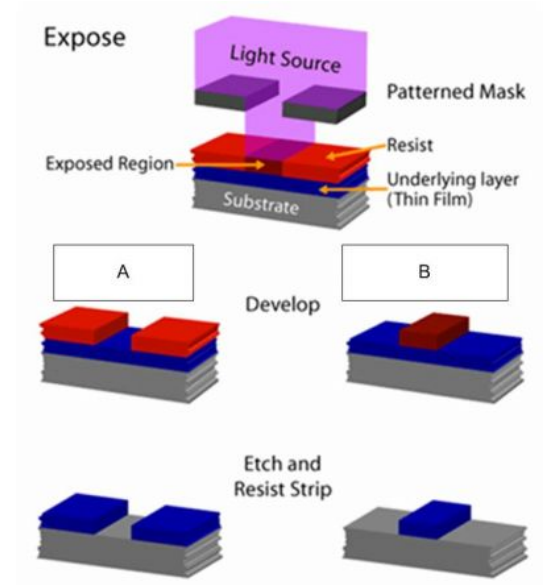 Expose
Light Source
Patterned Mask
Resist
Exposed Region
Underlying layer
(Thin Film)
Substrate
A
B
Develop
Etch and
Resist Strip